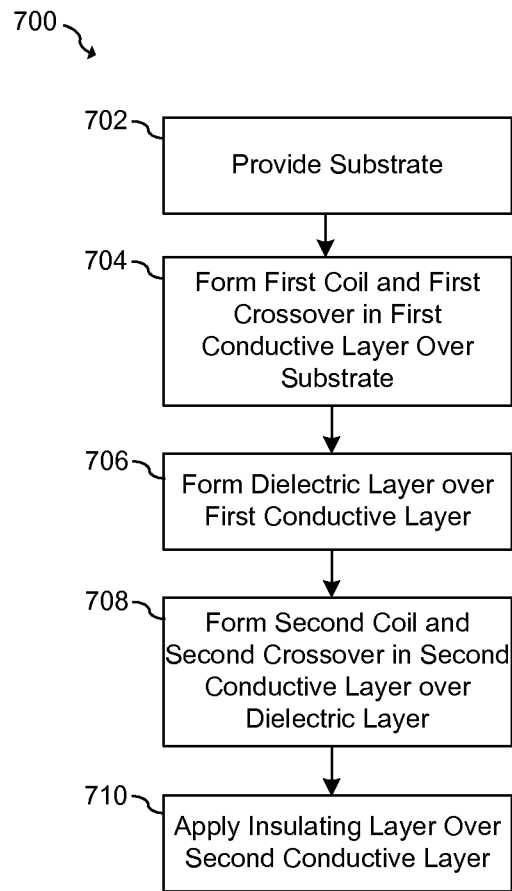 700
702
Provide Substrate
704
Form First Coil and First
Crossover in First
Conductive Layer Over
Substrate
706
Form Dielectric Layer over
First Conductive Layer
708
Form Second Coil and
Second Crossover in Second
Conductive Layer over
Dielectric Layer
710
Apply Insulating Layer Over
Second Conductive Layer